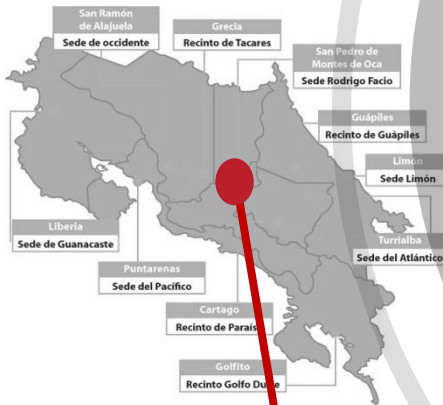 San Ramón
de Alajuela
Sede de occidente
Grecia
Recinto de Tacares
San Pedro de
Montes de Oca
Sede Rodrigo Facio
Guápiles
Recinto de Guápiles
Limón
Sede Limón
Liberia
Sede de Guanacaste
Turrialba
Sede del Atlántico
Puntarenas
Sede del Pacífico
Cartago
Recinto de Paraís
Golfito
Recinto Golfo Du